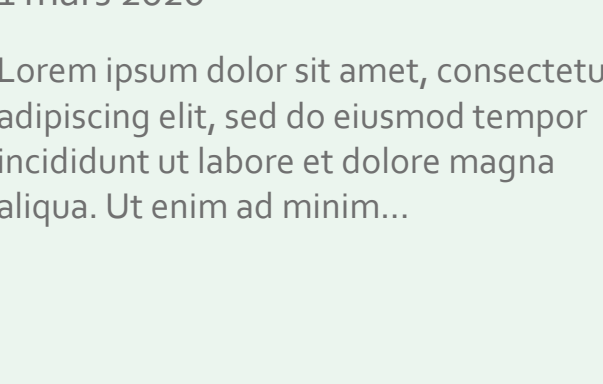 1 mars 2020
Lorem ipsum dolor sit amet, consectetu
adipiscing elit, sed do eiusmod tempor
incididunt ut labore et dolore magna
aliqua. Ut enim ad minim...